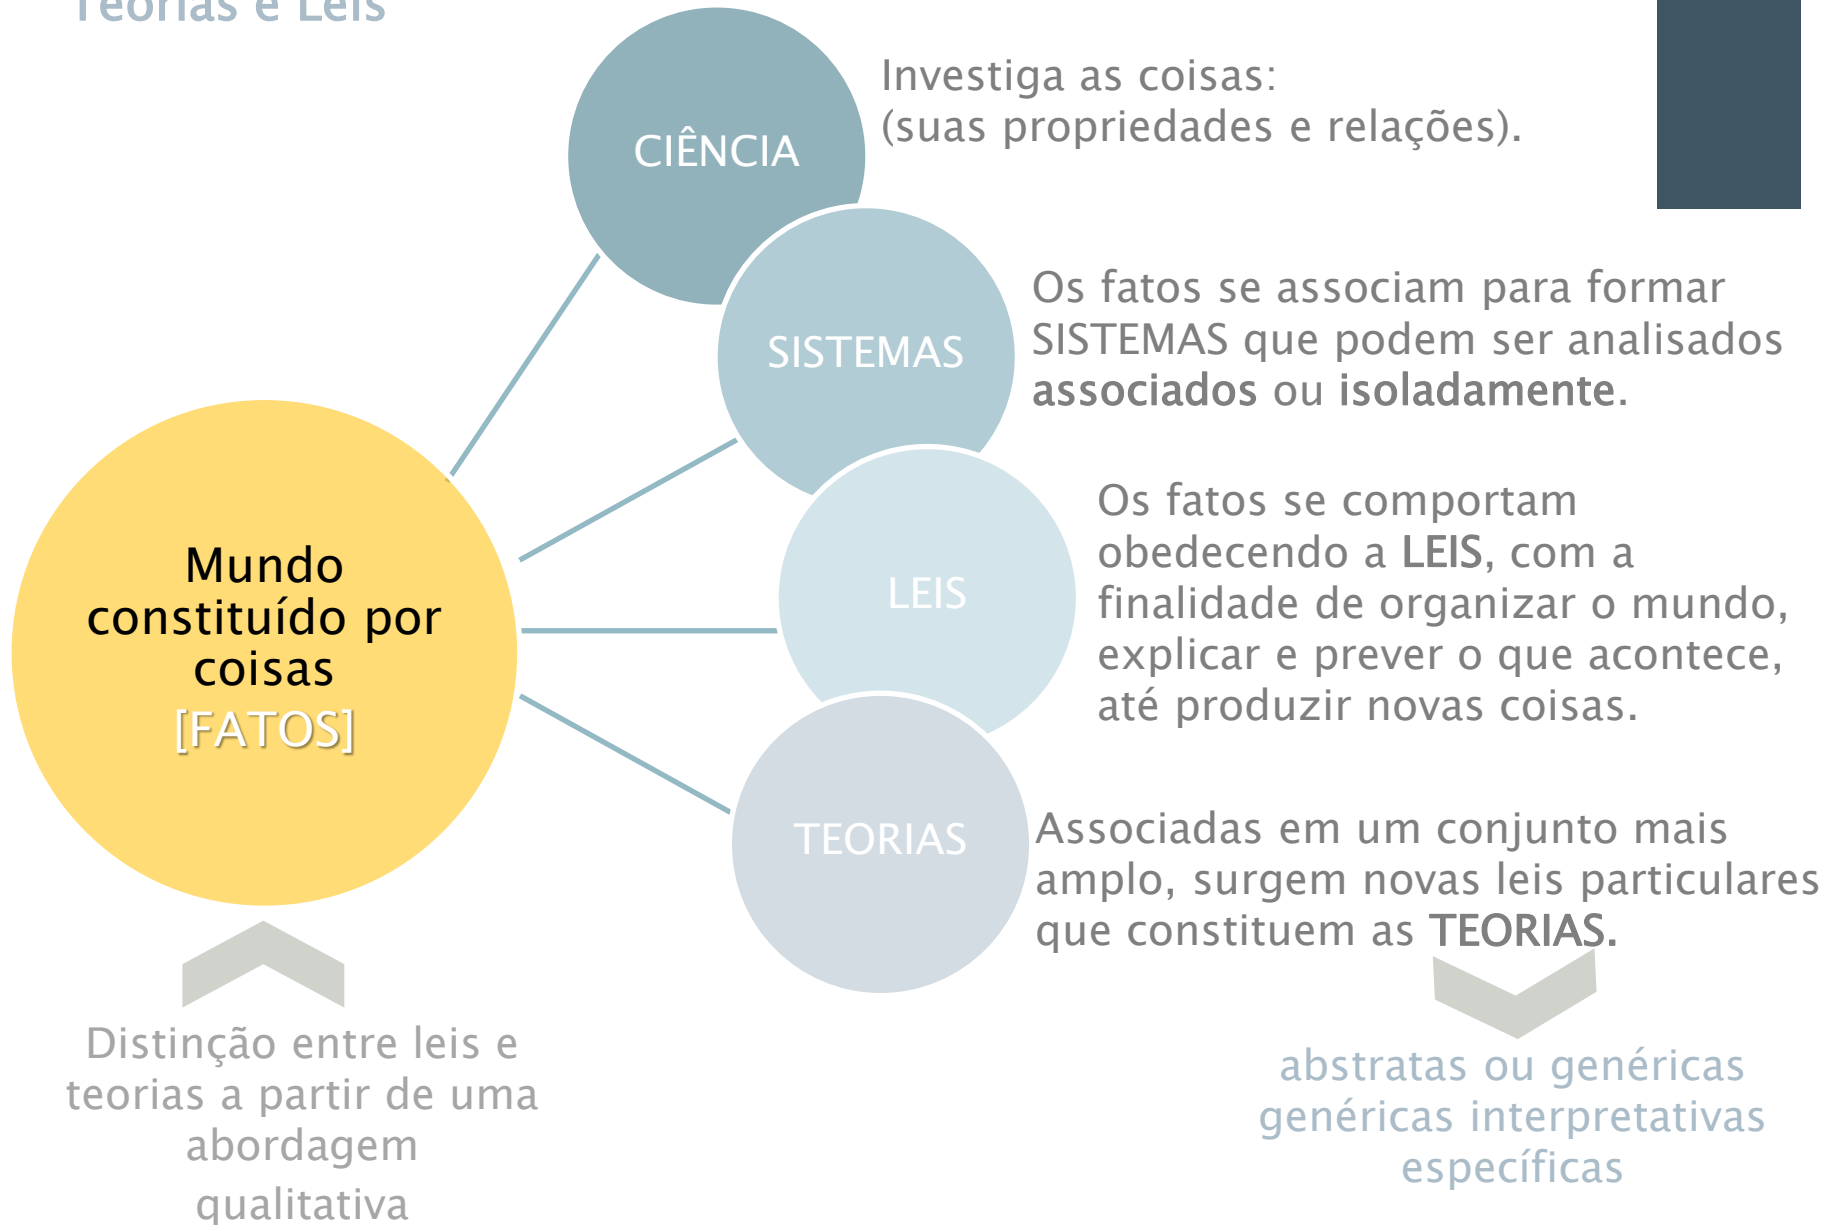 Teorias e Leis
CIÊNCIA
Investiga as coisas:
(suas propriedades e relações).
SISTEMAS
Os fatos se associam para formar
SISTEMAS que podem ser analisados
associados ou isoladamente.
LEIS
Os fatos se comportam
obedecendo a LEIS, com a
finalidade de organizar o mundo,
explicar e prever o que acontece,
até produzir novas coisas.
Mundo
constituído por
coisas
[FATOS]
TEORIAS
Associadas em um conjunto mais
amplo, surgem novas leis particulares
que constituem as TEORIAS.
Distinção entre leis e
teorias a partir de uma
abordagem
qualitativa
abstratas ou genéricas
genéricas interpretativas
específicas